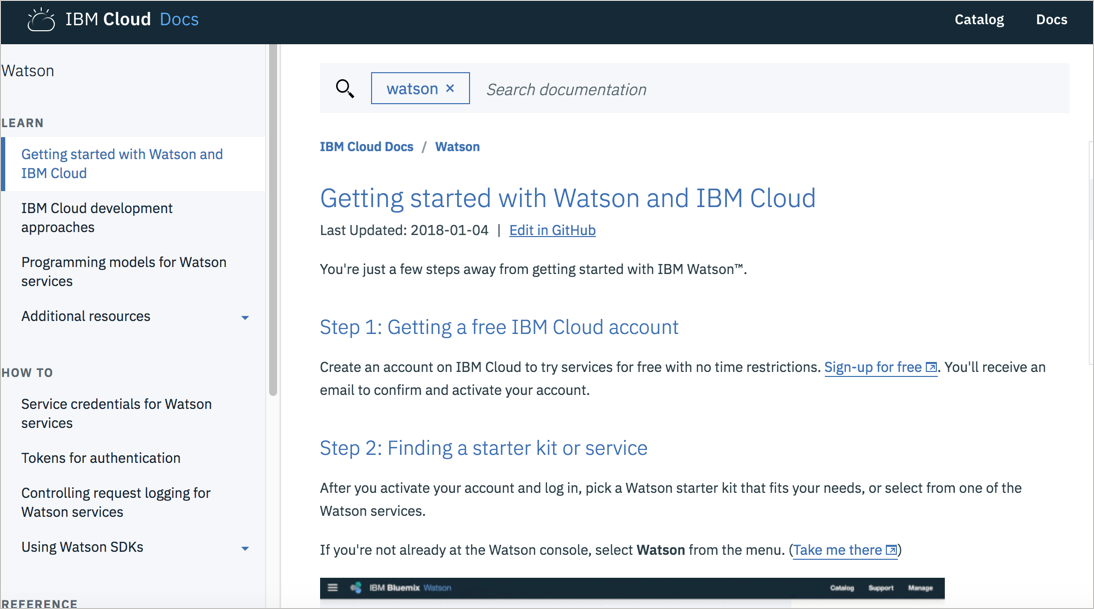 IBM Cloud Docs
Catalog Docs
Watson
LEARN
Getting started with Watson and
IBM Cloud
IBM Cloud development
approaches
Programming models for Watson
services
Additional resources
HOW TO
Service credentials for Watson
services
Tokens for authentication
Controlling request logging for
Watson services
Using Watson SDKs
REFERENCE
watson × Search documentation
IBM Cloud Docs / Watson
Getting started with Watson and IBM Cloud
Last Updated: 2018-01-04 | Edit in GitHub
You're just a few steps away from getting started with IBM Watson™.
Step 1: Getting a free IBM Cloud account
Create an account on IBM Cloud to try services for free with no time restrictions. Sign-up for free. You'll receive an
email to confirm and activate your account.
Step 2: Finding a starter kit or service
After you activate your account and log in, pick a Watson starter kit that fits your needs, or select from one of the
Watson services.
If you're not already at the Watson console, select Watson from the menu. (Take me there)
IBM Bluemix Watson
Catalog Support Manage